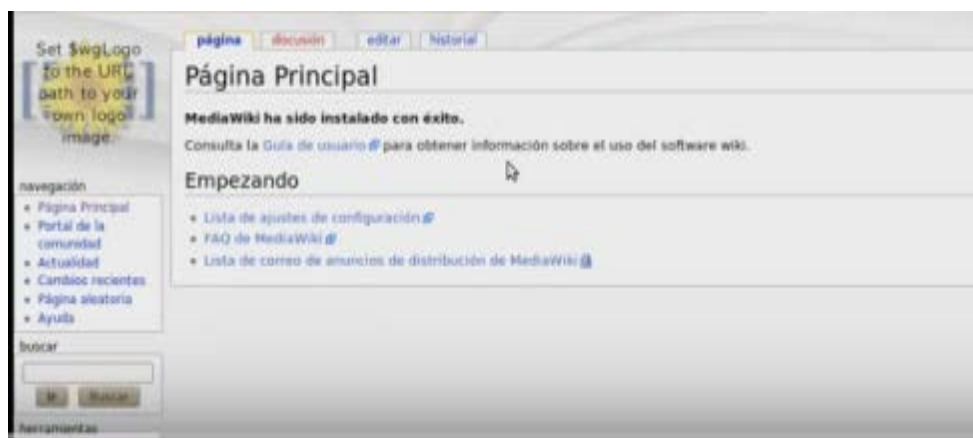 Set $wgLogo
to the URL
path to your
own logo
image.
página discusión editar historial
Página Principal
MediaWiki ha sido instalado con éxito.
Consulta la Guía de usuario para obtener información sobre el uso del software wiki.
Empezando
Lista de ajustes de configuración
FAQ de MediaWiki
Lista de correo de anuncios de distribución de MediaWiki
navegación
Página Principal
Portal de la
comunidad
Actualidad
Cambios recientes
Página aleatoria
Ayuda
buscar
Ir Buscar
herramientas